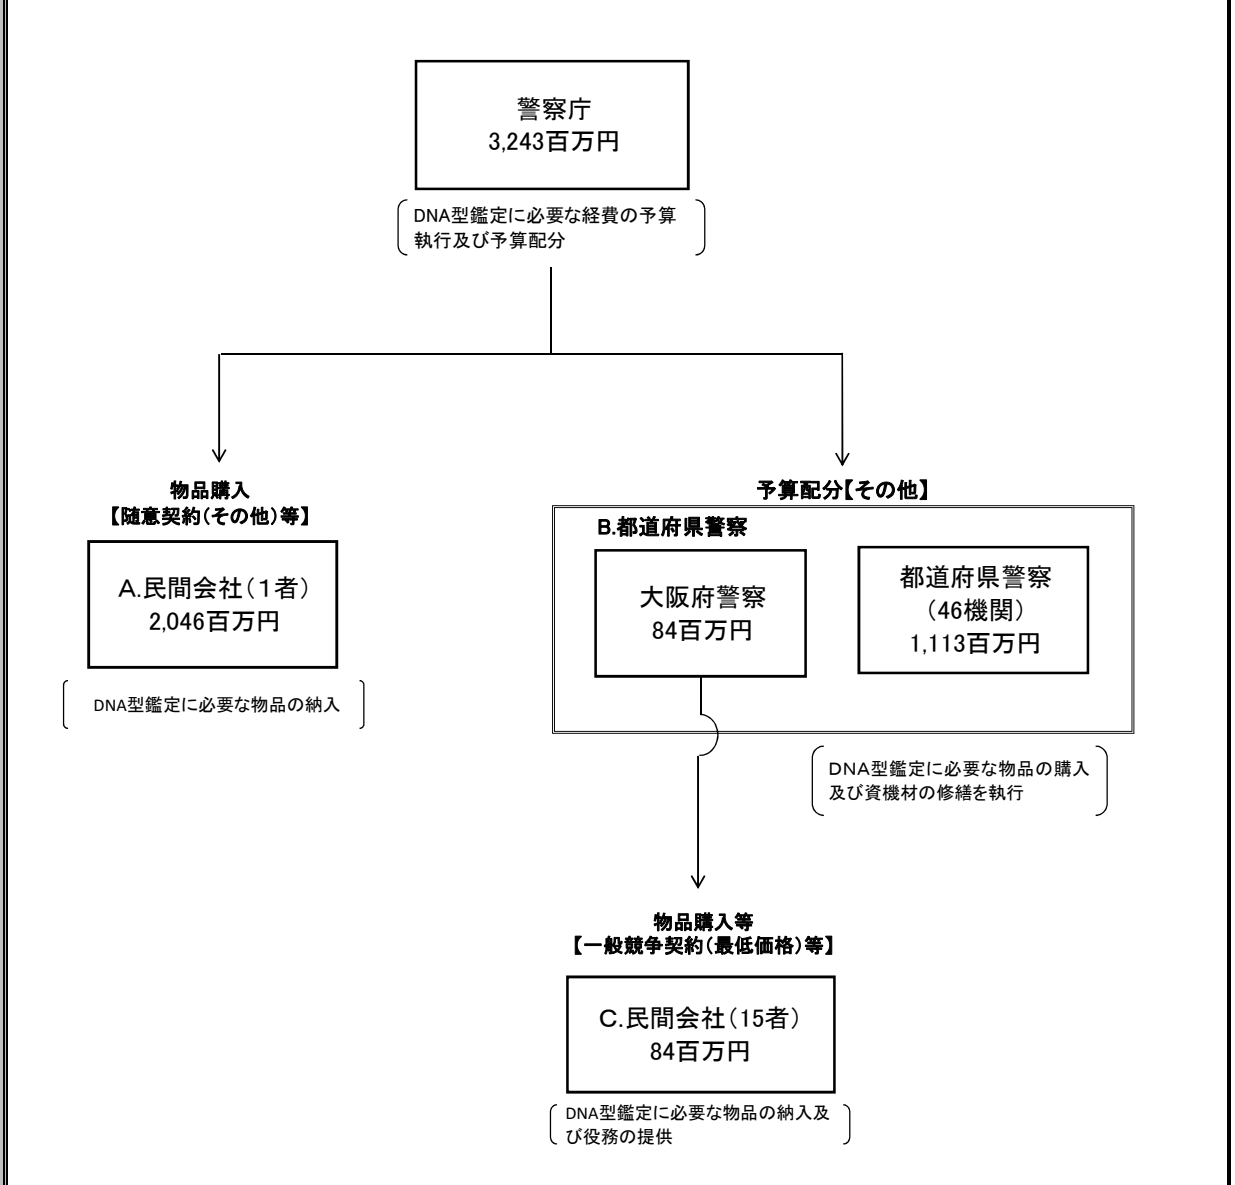 警察庁
3,243百万円
DNA型鑑定に必要な経費の予算
執行及び予算配分
物品購入
【随意契約(その他)等】
A.民間会社(1者)
2,046百万円
DNA型鑑定に必要な物品の納入
予算配分【その他】
B.都道府県警察
大阪府警察
84百万円
都道府県警察
(46機関)
1,113百万円
DNA型鑑定に必要な物品の購入
及び資機材の修繕を執行
物品購入等
【一般競争契約(最低価格)等】
C.民間会社(15者)
84百万円
DNA型鑑定に必要な物品の納入及
び役務の提供